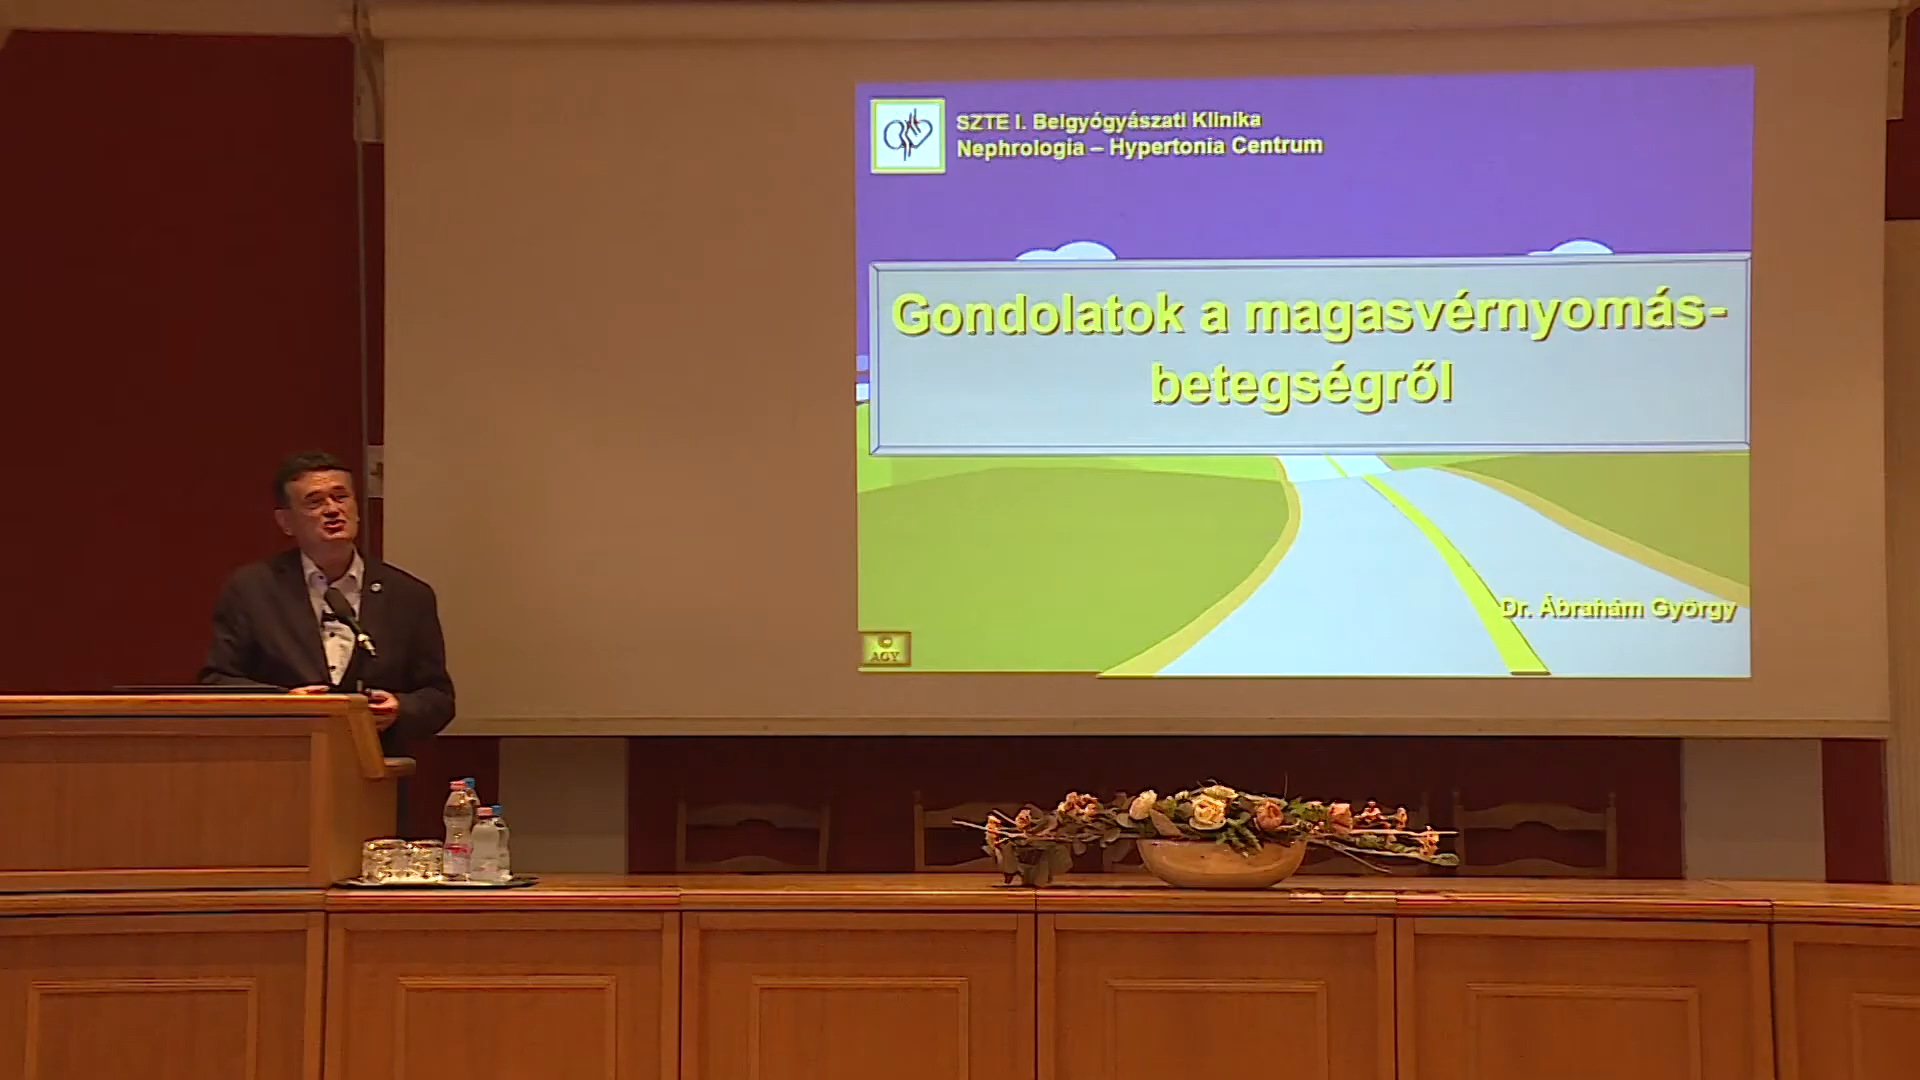 SZTE I. Belgyógyászati Klinika
Nephrologia – Hypertonia Centrum
Gondolatok a magasvérnyomás-
betegségről
Dr. Ábrahám György
©
AGY